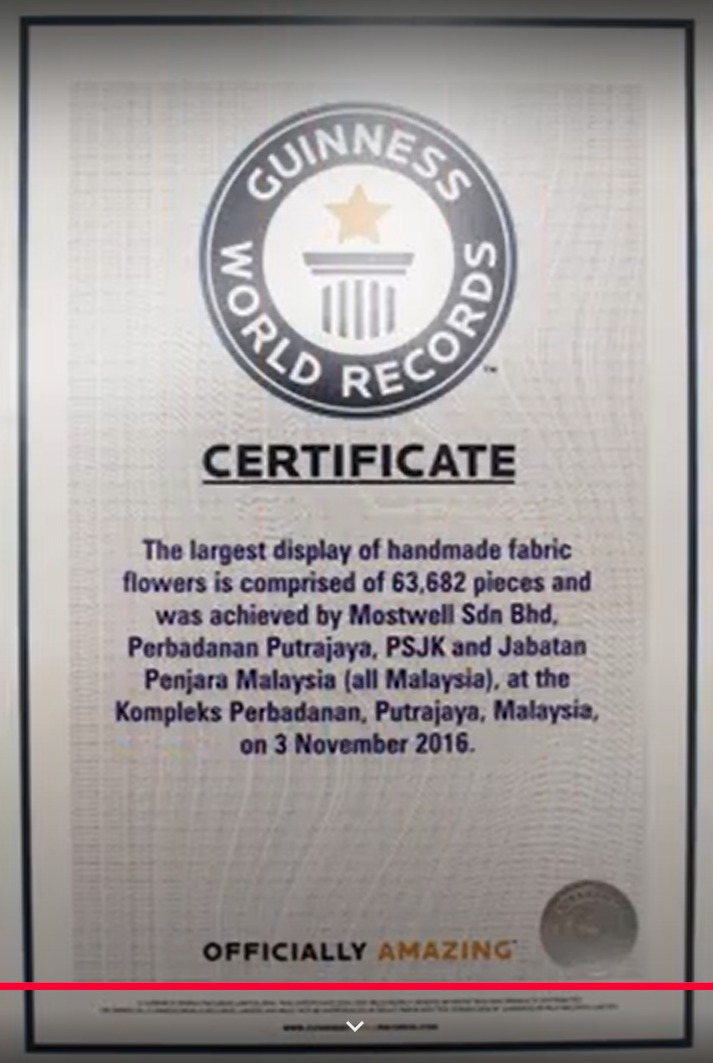 GUINNESS
WORLD RECORDS
™
CERTIFICATE
The largest display of handmade fabric
flowers is comprised of 63,682 pieces and
was achieved by Mostwell Sdn Bhd,
Perbadanan Putrajaya, PSJK and Jabatan
Penjara Malaysia (all Malaysia), at the
Kompleks Perbadanan, Putrajaya, Malaysia,
on 3 November 2016.
OFFICIALLY AMAZING